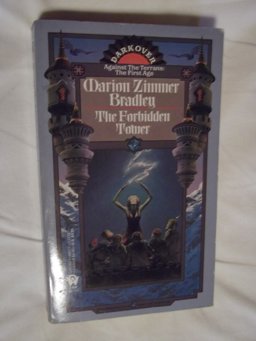 DARKOVER
Against The Terrans:
The First Age
Marion Zimmer
Bradley
The Forbidden
Tower